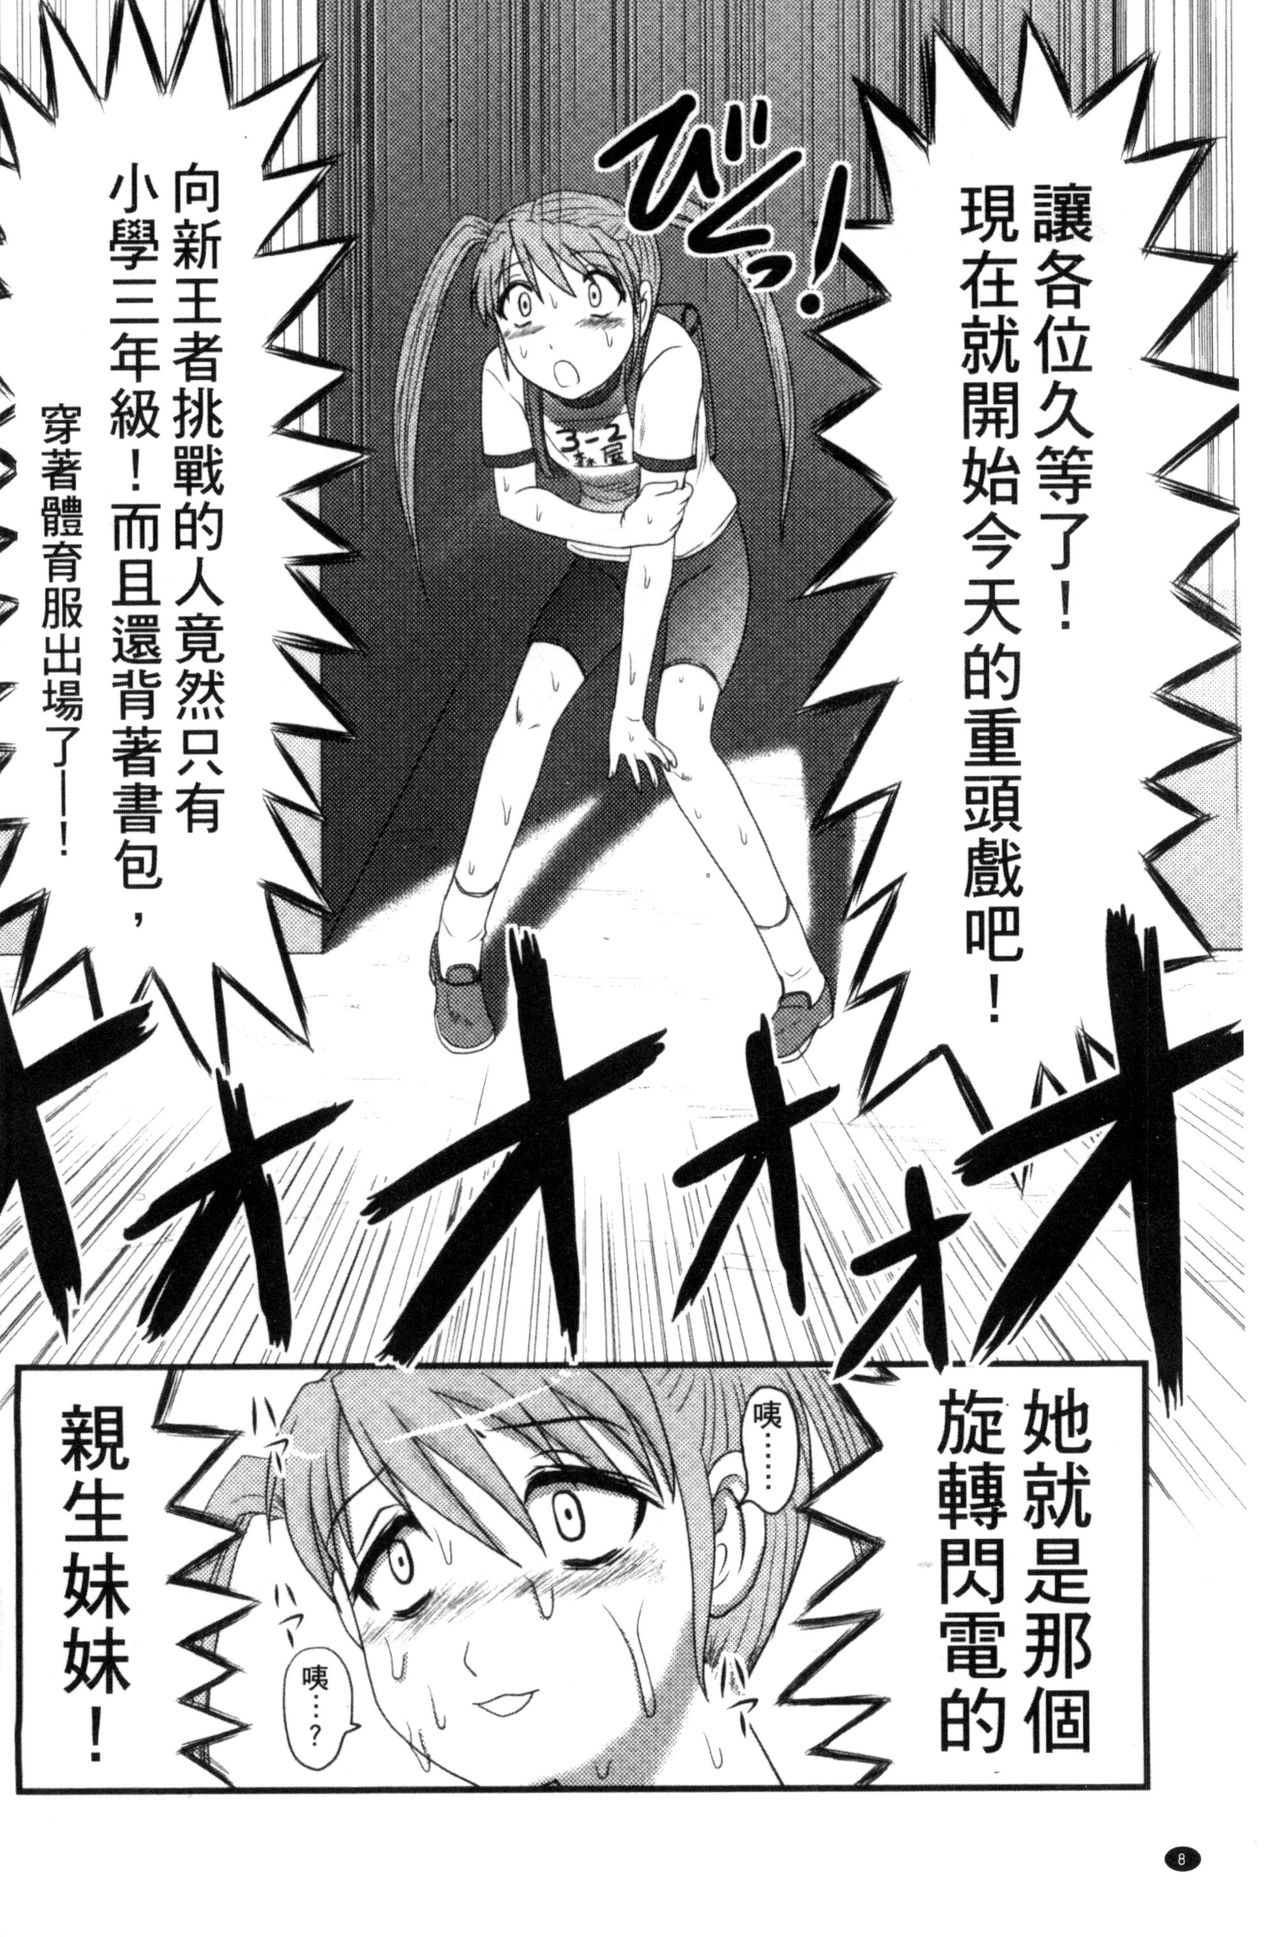 讓各位久等了！
現在就開始今天的重頭戲吧！
びくっ！
3-2
森屋
向新王者挑戰的人竟然只有
小學三年級！而且還背著書包，
穿著體育服出場了——！
オオオオオオ
她就是那個
旋轉閃電的
咦……
咦…？
親生妹妹！
8